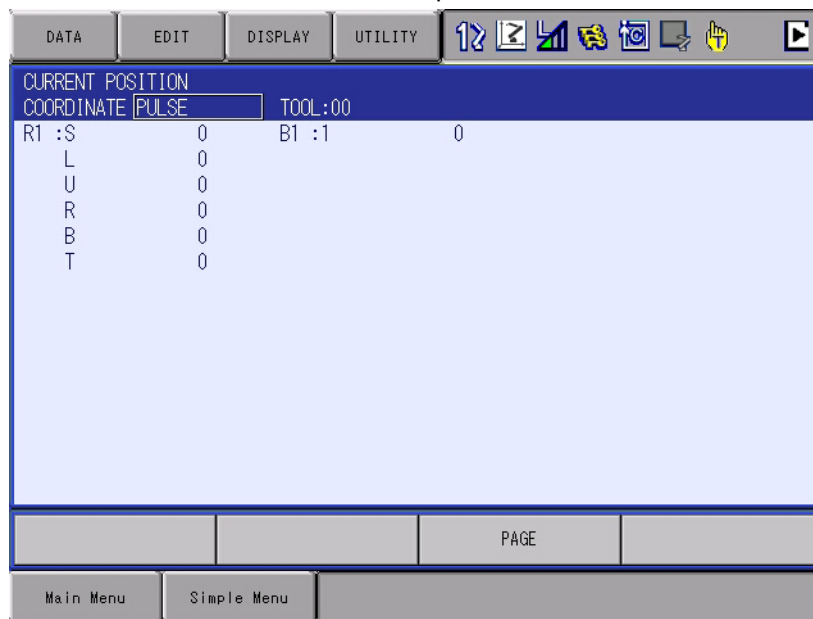 DATA EDIT DISPLAY UTILITY
CURRENT POSITION
COORDINATE PULSE TOOL:00
R1 :S 0 B1 :1 0
L 0
U 0
R 0
B 0
T 0
PAGE
Main Menu Simple Menu